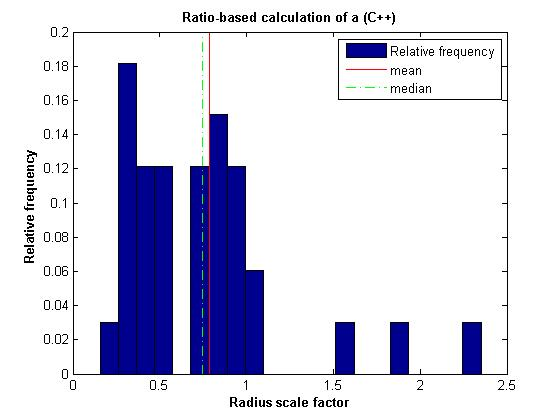 Ratio-based calculation of a (C++)
Relative frequency
mean
median
0.2
0.18
0.16
0.14
0.12
0.1
0.08
0.06
0.04
0.02
0
Relative frequency
0 0.5 1 1.5 2 2.5
Radius scale factor